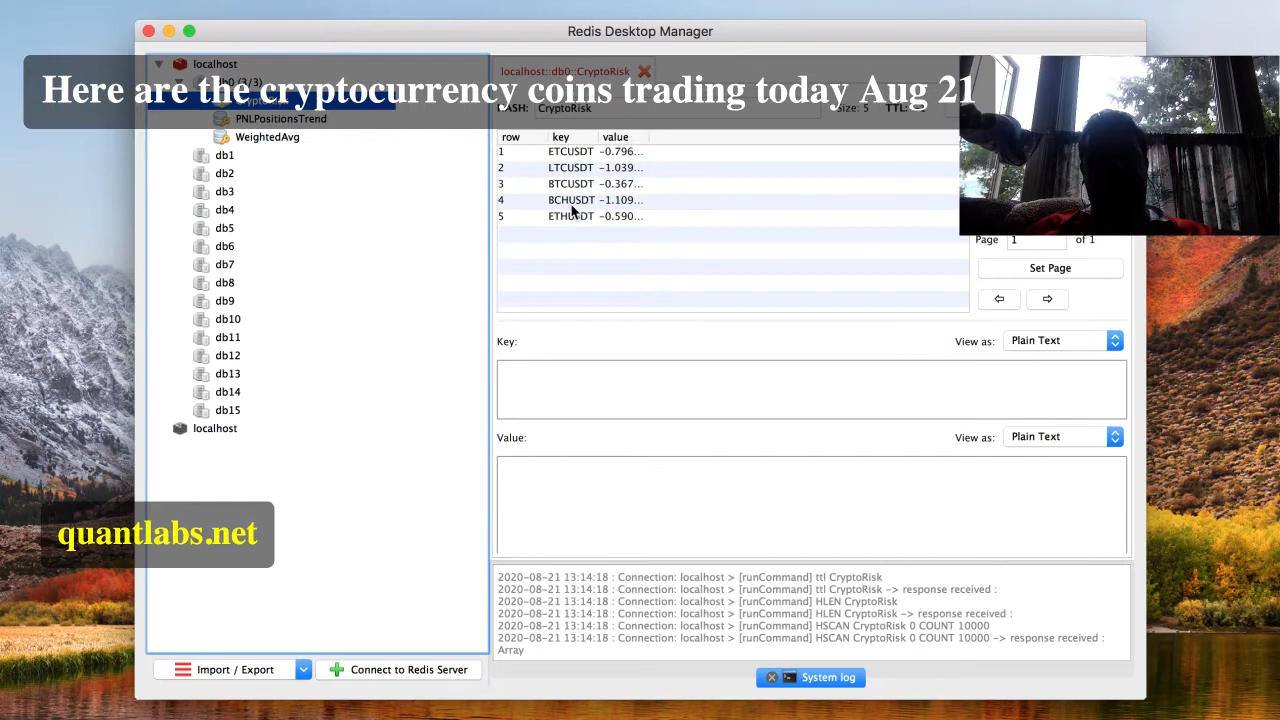 Redis Desktop Manager
localhost
Here are the cryptocurrency coins trading today Aug 21
localhost::db0::CryptoRisk
CryptoRisk
Size: 5
TTL:
PNLPositionsTrend
WeightedAvg
db1
db2
db3
db4
db5
db6
db7
db8
db9
db10
db11
db12
db13
db14
db15
localhost
row key value
1 ETCUSDT -0.796...
2 LTCUSDT -1.039...
3 BTCUSDT -0.367...
4 BCHUSDT -1.109...
5 ETHUSDT -0.590...
Page 1 of 1
Set Page
Key:
View as: Plain Text
Value:
View as: Plain Text
quantlabs.net
2020-08-21 13:14:18 : Connection: localhost > [runCommand] ttl CryptoRisk
2020-08-21 13:14:18 : Connection: localhost > [runCommand] ttl CryptoRisk -> response received :
2020-08-21 13:14:18 : Connection: localhost > [runCommand] HLEN CryptoRisk
2020-08-21 13:14:18 : Connection: localhost > [runCommand] HLEN CryptoRisk -> response received :
2020-08-21 13:14:18 : Connection: localhost > [runCommand] HSCAN CryptoRisk 0 COUNT 10000
2020-08-21 13:14:18 : Connection: localhost > [runCommand] HSCAN CryptoRisk 0 COUNT 10000 -> response received :
Array
Import / Export
Connect to Redis Server
System log